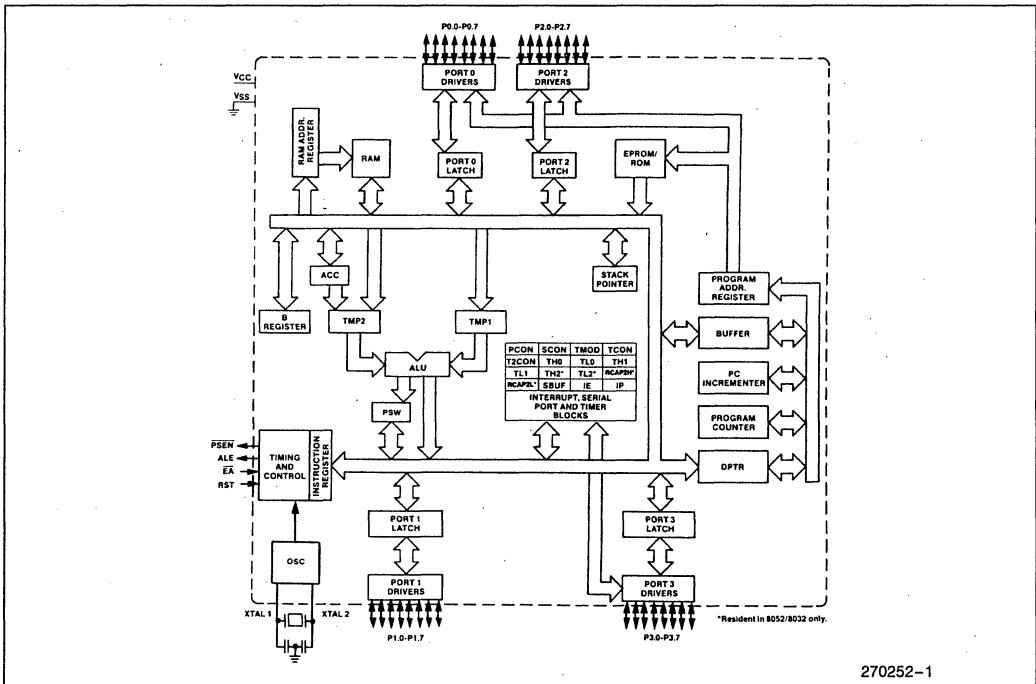 P0.0-P0.7
P2.0-P2.7
VCC
VSS
PORT 0
DRIVERS
PORT 2
DRIVERS
RAM ADDR.
REGISTER
RAM
PORT 0
LATCH
PORT 2
LATCH
EPROM/
ROM
ACC
STACK
POINTER
PROGRAM
ADDR.
REGISTER
B
REGISTER
TMP2
TMP1
BUFFER
PCON SCON TMOD TCON
T2CON TH0 TL0 TH1
TL1 TH2* TL2* RCAP2H*
RCAP2L* SBUF IE IP
INTERRUPT, SERIAL
PORT AND TIMER
BLOCKS
ALU
PC
INCREMENTER
PSW
PROGRAM
COUNTER
PSEN
ALE
EA
RST
TIMING
AND
CONTROL
INSTRUCTION
REGISTER
DPTR
PORT 1
LATCH
PORT 3
LATCH
OSC
PORT 1
DRIVERS
PORT 3
DRIVERS
XTAL 1
XTAL 2
P1.0-P1.7
P3.0-P3.7
*Resident in 8052/8032 only.
270252-1